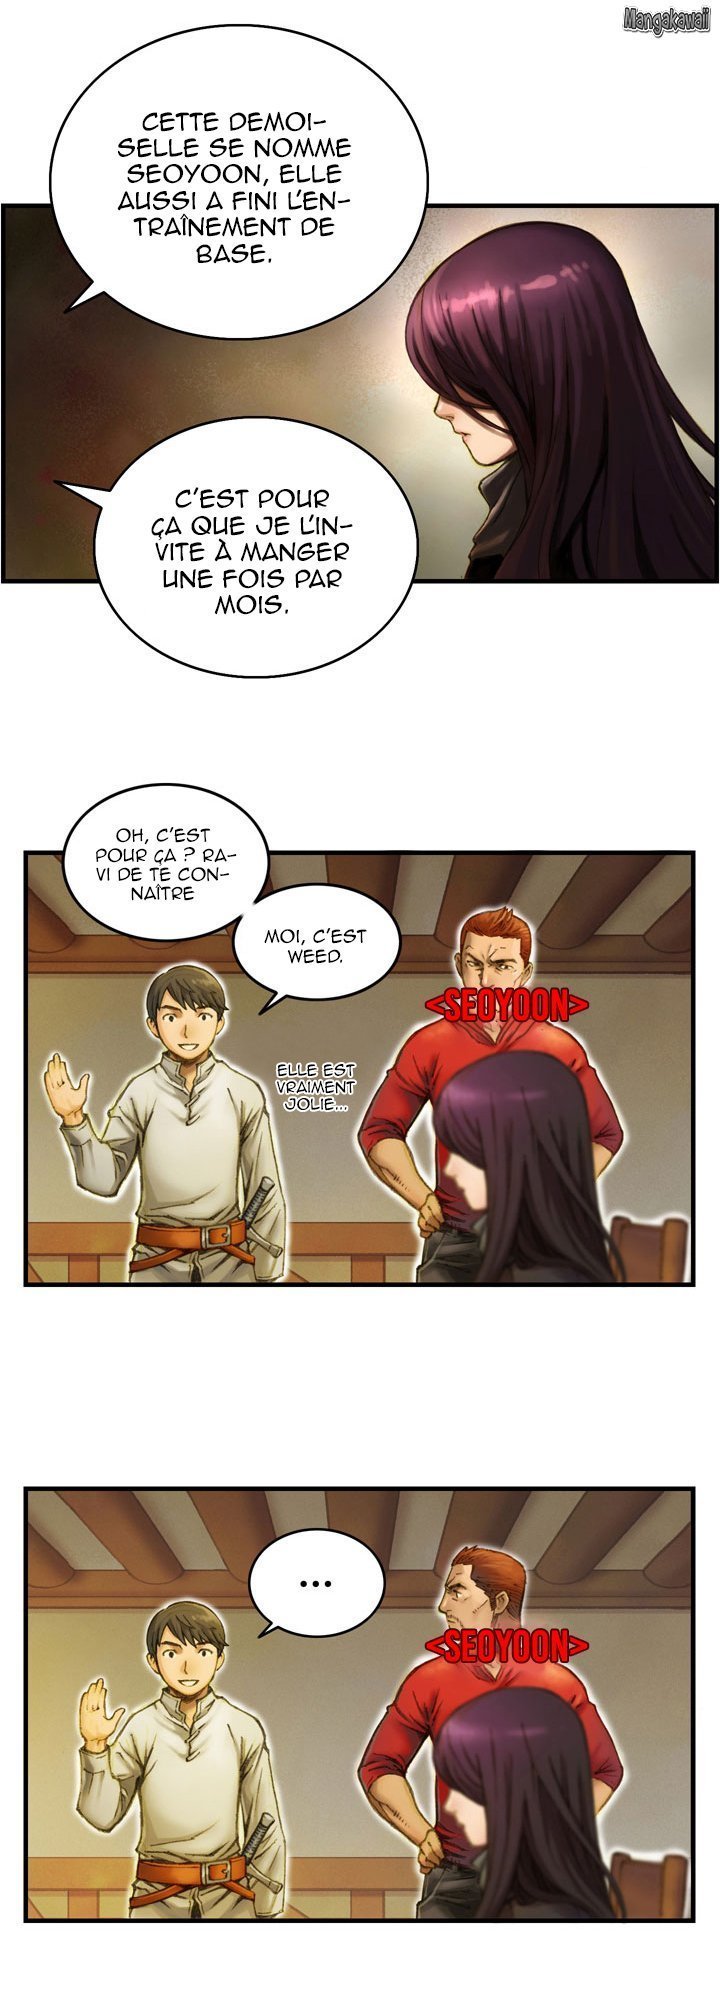 Mangakawaii
CETTE DEMOI-
SELLE SE NOMME
SEOYOON, ELLE
AUSSI A FINI L'EN-
TRAÎNEMENT DE
BASE.
C'EST POUR
ÇA QUE JE L'IN-
VITE À MANGER
UNE FOIS PAR
MOIS.
OH, C'EST
POUR ÇA ? RA-
VI DE TE CON-
NAÎTRE
MOI, C'EST
WEED.
<SEOYOON>
ELLE EST
VRAIMENT
JOLIE...
...
<SEOYOON>